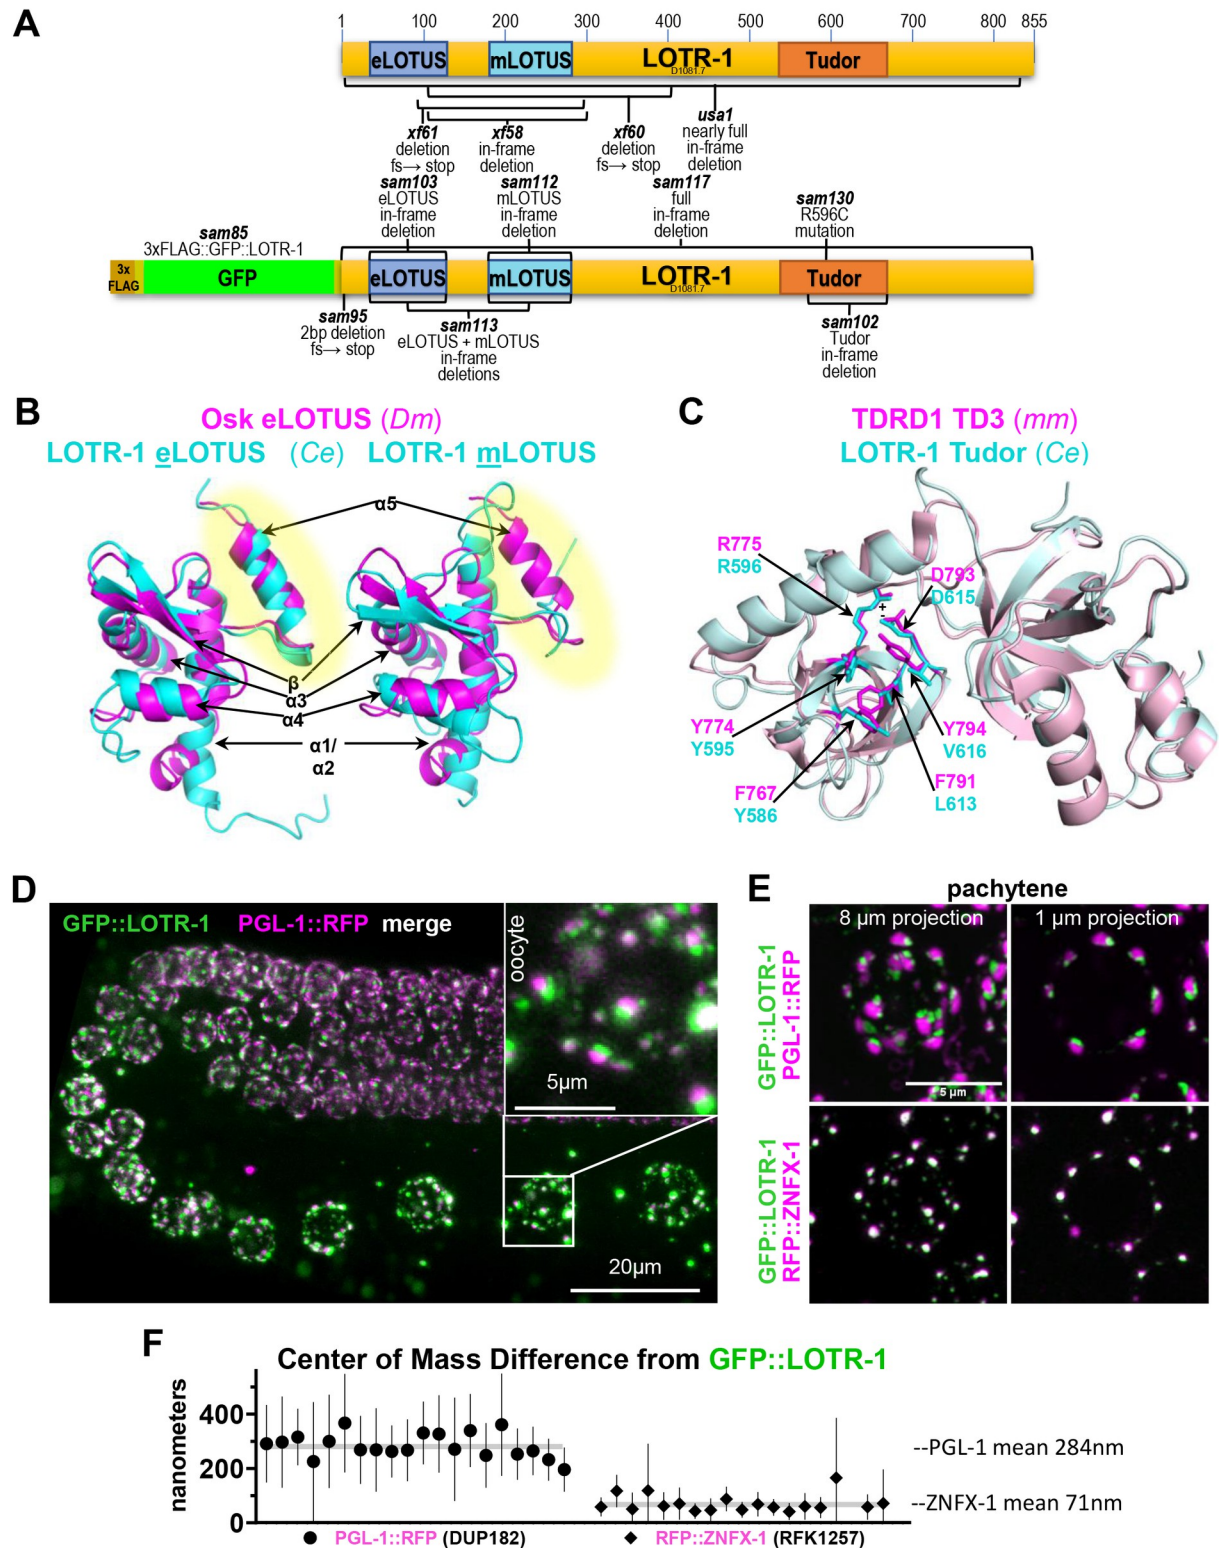 A
1 100 200 300 400 500 600 700 800 855
eLOTUS mLOTUS LOTR-1 Tudor
D1081.7
xf61
deletion
fs→ stop
xf58
in-frame
deletion
xf60
deletion
fs→ stop
usa1
nearly full
in-frame
deletion
sam103
eLOTUS
in-frame
deletion
sam112
mLOTUS
in-frame
deletion
sam117
full
in-frame
deletion
sam130
R596C
mutation
sam85
3xFLAG::GFP::LOTR-1
3x
FLAG
GFP eLOTUS mLOTUS LOTR-1 Tudor
D1081.7
sam95
2bp deletion
fs→ stop
sam113
eLOTUS + mLOTUS
in-frame
deletions
sam102
Tudor
in-frame
deletion
B
Osk eLOTUS (Dm)
LOTR-1 eLOTUS (Ce) LOTR-1 mLOTUS
α5
β
α3
α4
α1/
α2
C
TDRD1 TD3 (mm)
LOTR-1 Tudor (Ce)
R775
R596
D793
D615
+
-
Y774
Y595
Y794
V616
F767
Y586
F791
L613
D
GFP::LOTR-1 PGL-1::RFP merge
oocyte
5µm
20µm
E
pachytene
8 µm projection 1 µm projection
GFP::LOTR-1
PGL-1::RFP
5 µm
GFP::LOTR-1
RFP::ZNFX-1
F
Center of Mass Difference from GFP::LOTR-1
nanometers
400
200
0
--PGL-1 mean 284nm
--ZNFX-1 mean 71nm
PGL-1::RFP (DUP182) RFP::ZNFX-1 (RFK1257)